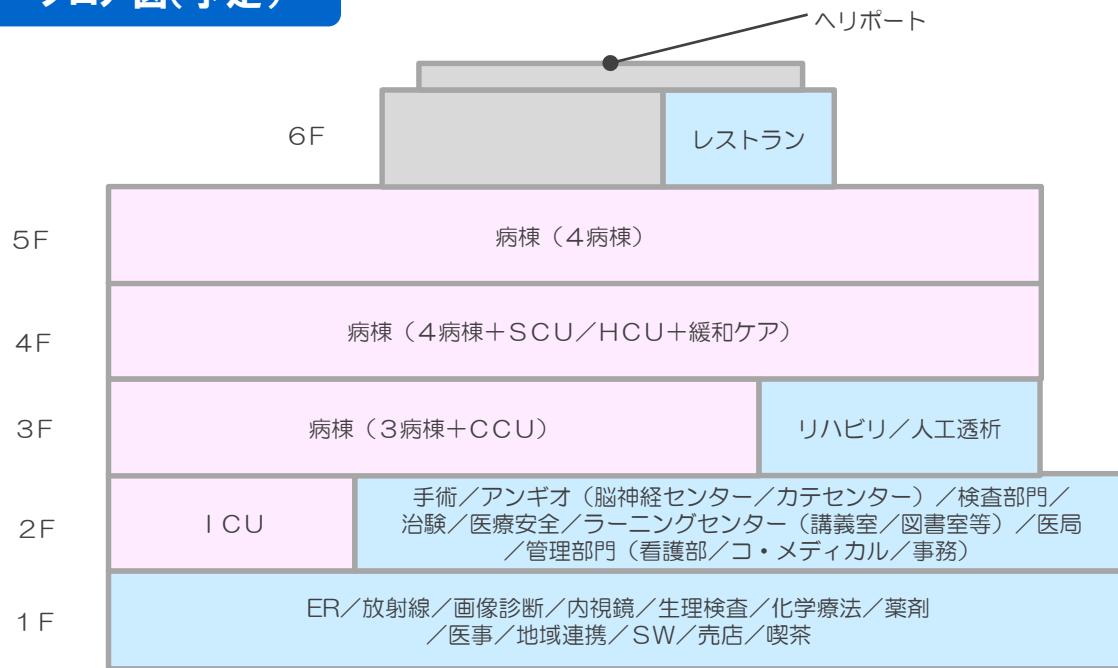 フロア図(予定)
ヘリポート
6F
レストラン
5F
病棟（４病棟）
4F
病棟（４病棟＋ＳＣＵ／ＨＣＵ＋緩和ケア）
3F
病棟（３病棟＋ＣＣＵ）
リハビリ／人工透析
2F
ＩＣＵ
手術／アンギオ（脳神経センター／カテセンター）／検査部門／
治験／医療安全／ラーニングセンター（講義室／図書室等）／医局
／管理部門（看護部／コ・メディカル／事務）
1F
ER／放射線／画像診断／内視鏡／生理検査／化学療法／薬剤
／医事／地域連携／ＳＷ／売店／喫茶